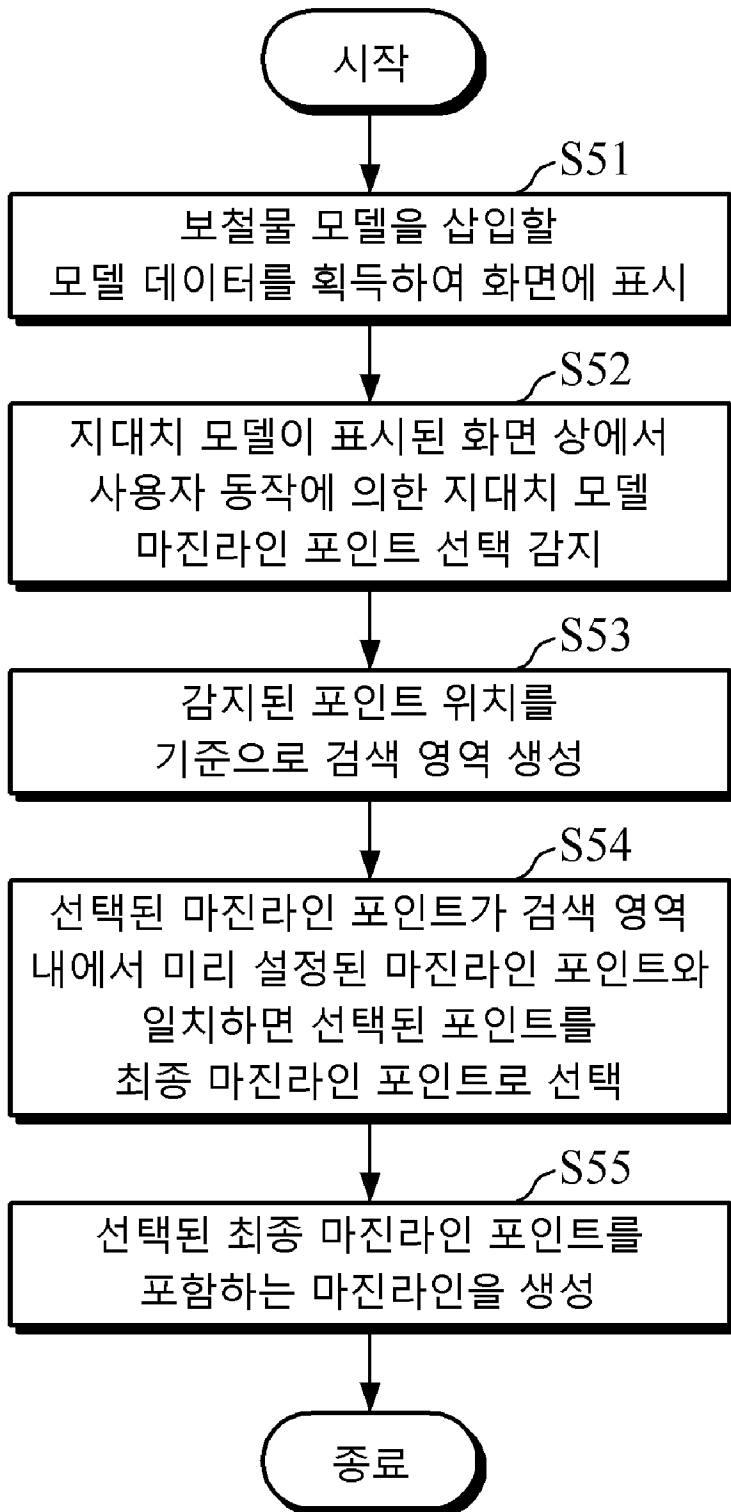 시작
S51
보철물 모델을 삽입할
모델 데이터를 획득하여 화면에 표시
S52
지대치 모델이 표시된 화면 상에서
사용자 동작에 의한 지대치 모델
마진라인 포인트 선택 감지
S53
감지된 포인트 위치를
기준으로 검색 영역 생성
S54
선택된 마진라인 포인트가 검색 영역
내에서 미리 설정된 마진라인 포인트와
일치하면 선택된 포인트를
최종 마진라인 포인트로 선택
S55
선택된 최종 마진라인 포인트를
포함하는 마진라인을 생성
종료